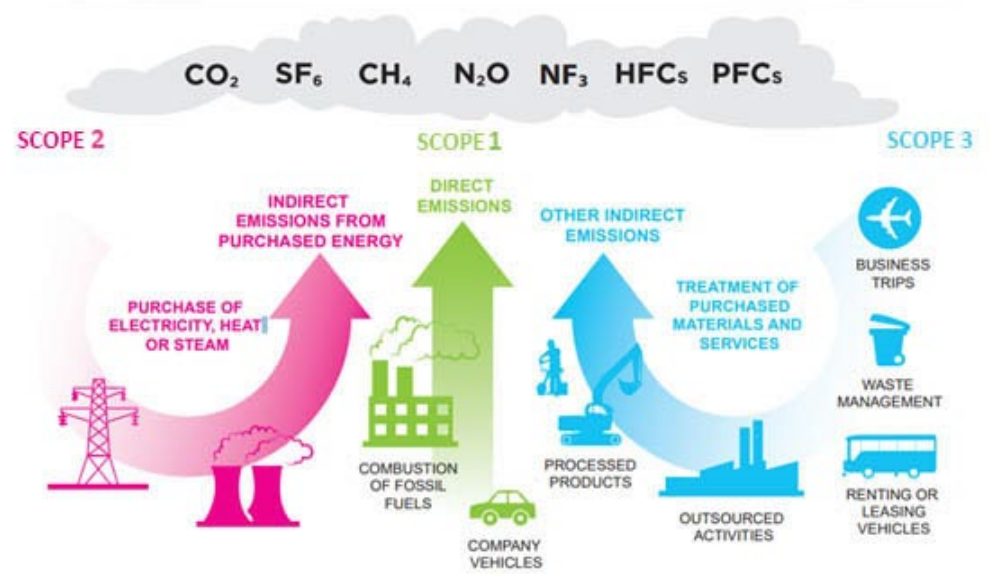 CO₂ SF₆ CH₄ N₂O NF₃ HFCs PFCs
SCOPE 2
SCOPE 1
SCOPE 3
INDIRECT
EMISSIONS FROM
PURCHASED ENERGY
DIRECT
EMISSIONS
OTHER INDIRECT
EMISSIONS
PURCHASE OF
ELECTRICITY, HEAT
OR STEAM
TREATMENT OF
PURCHASED
MATERIALS AND
SERVICES
BUSINESS
TRIPS
WASTE
MANAGEMENT
COMBUSTION
OF FOSSIL
FUELS
COMPANY
VEHICLES
PROCESSED
PRODUCTS
OUTSOURCED
ACTIVITIES
RENTING OR
LEASING
VEHICLES